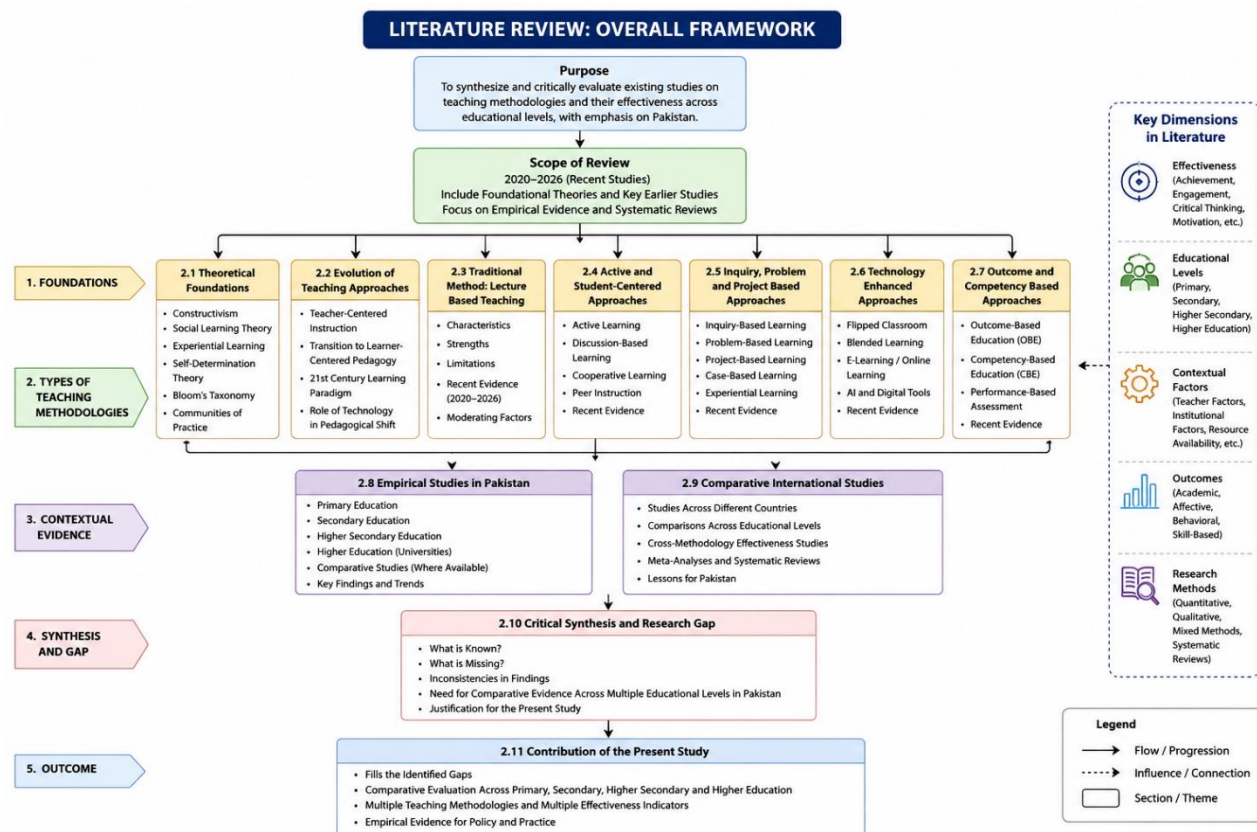 LITERATURE REVIEW: OVERALL FRAMEWORK
Purpose
To synthesize and critically evaluate existing studies on
teaching methodologies and their effectiveness across
educational levels, with emphasis on Pakistan.
Scope of Review
2020–2026 (Recent Studies)
Include Foundational Theories and Key Earlier Studies
Focus on Empirical Evidence and Systematic Reviews
1. FOUNDATIONS
2. TYPES OF
TEACHING
METHODOLOGIES
2.1 Theoretical
Foundations
• Constructivism
• Social Learning Theory
• Experiential Learning
• Self-Determination
Theory
• Bloom's Taxonomy
• Communities of
Practice
2.2 Evolution of
Teaching Approaches
• Teacher-Centered
Instruction
• Transition to Learner-
Centered Pedagogy
• 21st Century Learning
Paradigm
• Role of Technology
in Pedagogical Shift
2.3 Traditional
Method: Lecture
Based Teaching
• Characteristics
• Strengths
• Limitations
• Recent Evidence
(2020–2026)
• Moderating Factors
2.4 Active and
Student-Centered
Approaches
• Active Learning
• Discussion-Based
Learning
• Cooperative Learning
• Peer Instruction
• Recent Evidence
2.5 Inquiry, Problem
and Project Based
Approaches
• Inquiry-Based Learning
• Problem-Based Learning
• Project-Based Learning
• Case-Based Learning
• Experiential Learning
• Recent Evidence
2.6 Technology
Enhanced
Approaches
• Flipped Classroom
• Blended Learning
• E-Learning / Online
Learning
• AI and Digital Tools
• Recent Evidence
2.7 Outcome and
Competency Based
Approaches
• Outcome-Based
Education (OBE)
• Competency-Based
Education (CBE)
• Performance-Based
Assessment
• Recent Evidence
3. CONTEXTUAL
EVIDENCE
2.8 Empirical Studies in Pakistan
• Primary Education
• Secondary Education
• Higher Secondary Education
• Higher Education (Universities)
• Comparative Studies (Where Available)
• Key Findings and Trends
2.9 Comparative International Studies
• Studies Across Different Countries
• Comparisons Across Educational Levels
• Cross-Methodology Effectiveness Studies
• Meta-Analyses and Systematic Reviews
• Lessons for Pakistan
4. SYNTHESIS
AND GAP
2.10 Critical Synthesis and Research Gap
• What is Known?
• What is Missing?
• Inconsistencies in Findings
• Need for Comparative Evidence Across Multiple Educational Levels in Pakistan
• Justification for the Present Study
5. OUTCOME
2.11 Contribution of the Present Study
• Fills the Identified Gaps
• Comparative Evaluation Across Primary, Secondary, Higher Secondary and Higher Education
• Multiple Teaching Methodologies and Multiple Effectiveness Indicators
• Empirical Evidence for Policy and Practice
Key Dimensions
in Literature
Effectiveness
(Achievement,
Engagement,
Critical Thinking,
Motivation, etc.)
Educational
Levels
(Primary,
Secondary,
Higher Secondary,
Higher Education)
Contextual
Factors
(Teacher Factors,
Institutional
Factors, Resource
Availability, etc.)
Outcomes
(Academic,
Affective,
Behavioral,
Skill-Based)
Research
Methods
(Quantitative,
Qualitative,
Mixed Methods,
Systematic
Reviews)
Legend
Flow / Progression
Influence / Connection
Section / Theme